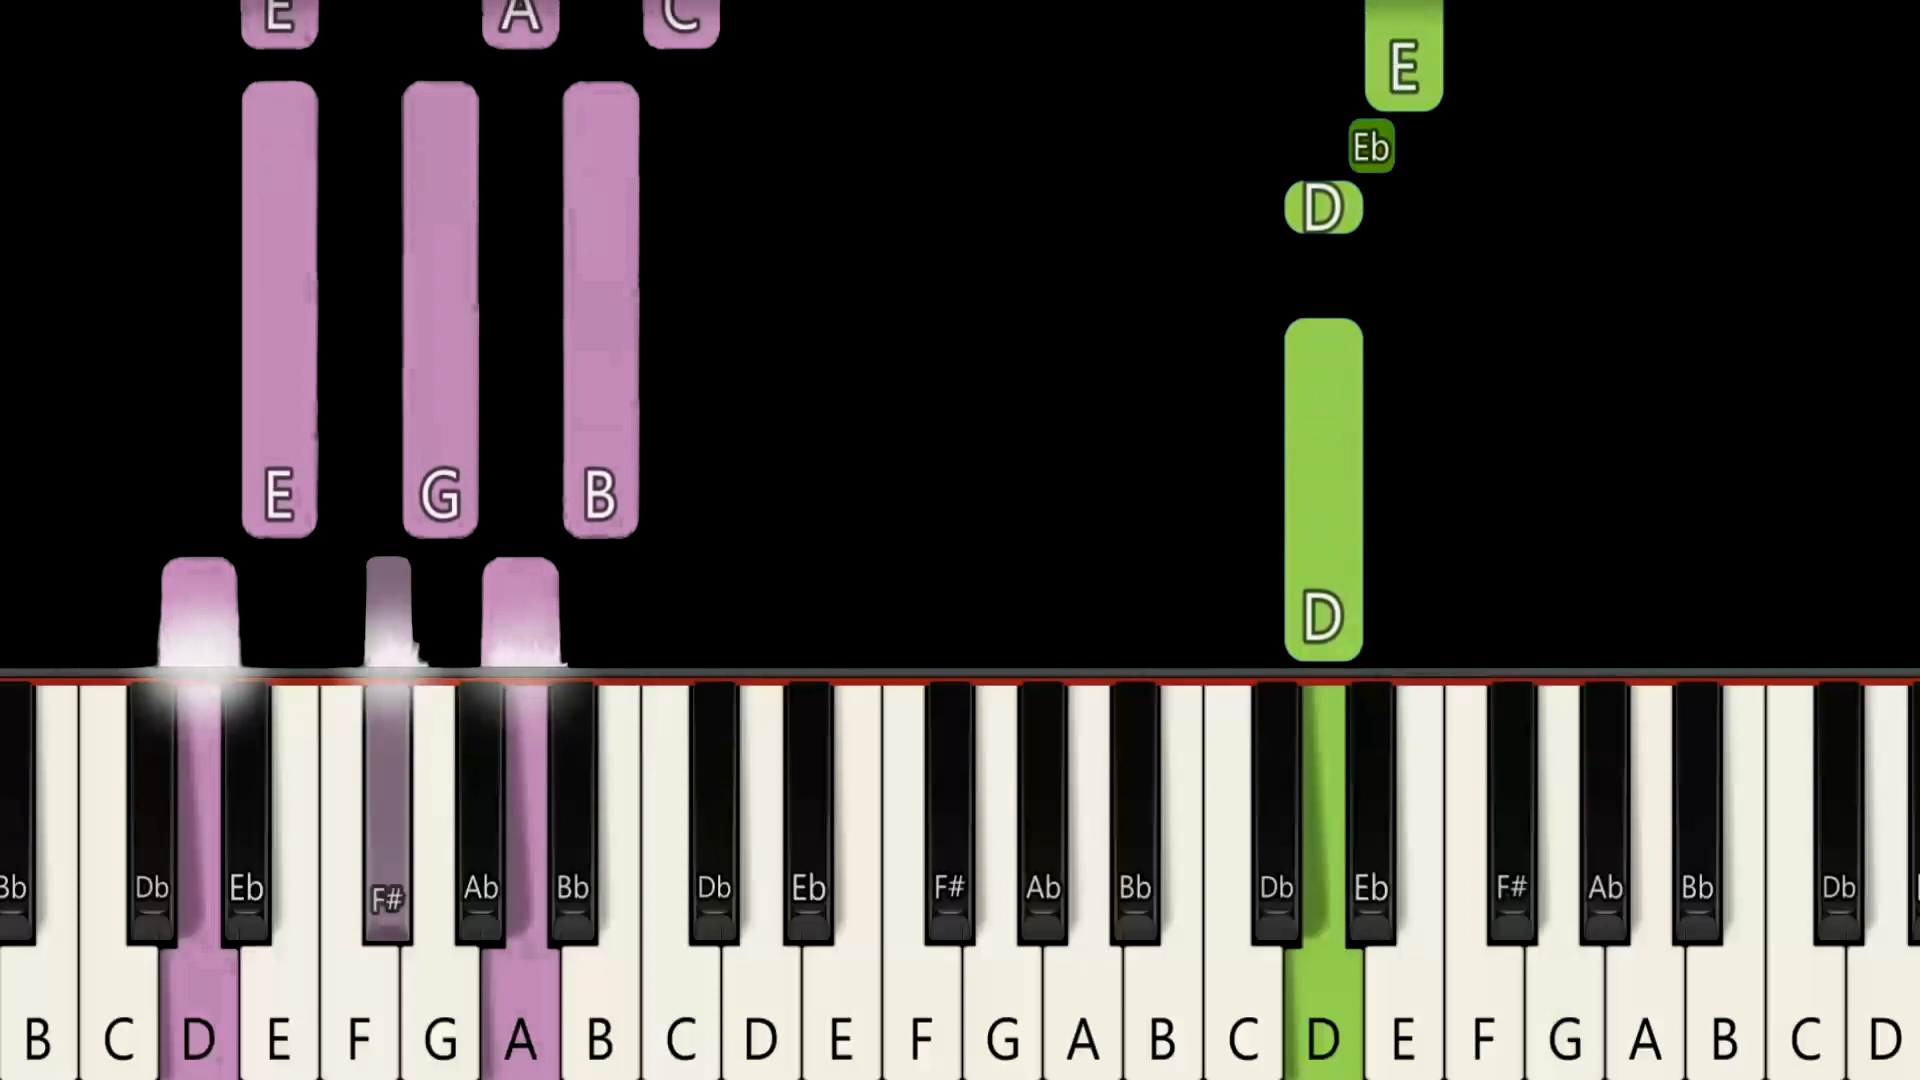 E A C
E
Eb
D
E G B
D
Bb Db Eb F# Ab Bb Db Eb F# Ab Bb Db Eb F# Ab Bb Db
B C D E F G A B C D E F G A B C D E F G A B C D